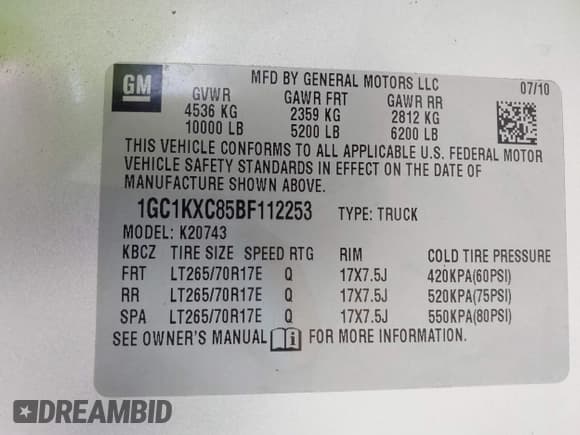 GM
MFD BY GENERAL MOTORS LLC 07/10
GVWR GAWR FRT GAWR RR
4536 KG 2359 KG 2812 KG
10000 LB 5200 LB 6200 LB
THIS VEHICLE CONFORMS TO ALL APPLICABLE U.S. FEDERAL MOTOR
VEHICLE SAFETY STANDARDS IN EFFECT ON THE DATE OF
MANUFACTURE SHOWN ABOVE.
1GC1KXC85BF112253 TYPE: TRUCK
MODEL: K20743
KBCZ TIRE SIZE SPEED RTG RIM COLD TIRE PRESSURE
FRT LT265/70R17E Q 17X7.5J 420KPA(60PSI)
RR LT265/70R17E Q 17X7.5J 520KPA(75PSI)
SPA LT265/70R17E Q 17X7.5J 550KPA(80PSI)
SEE OWNER'S MANUAL i FOR MORE INFORMATION.
DREAMBID